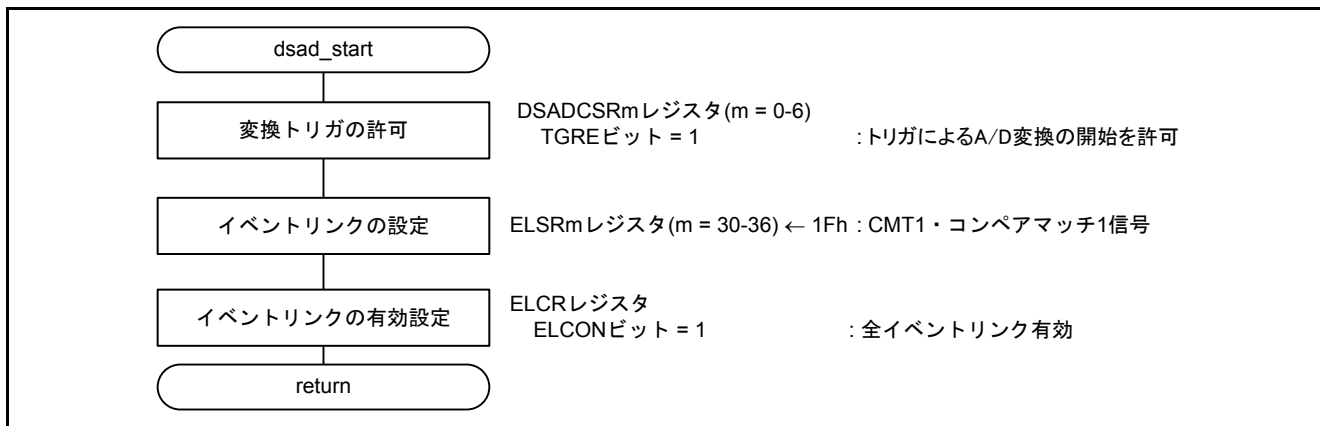 dsad_start
変換トリガの許可
DSADCSRmレジスタ(m = 0-6)
TGREビット = 1 : トリガによるA/D変換の開始を許可
イベントリンクの設定
ELSRmレジスタ(m = 30-36) ← 1Fh : CMT1・コンペアマッチ1信号
イベントリンクの有効設定
ELCRレジスタ
ELCONビット = 1 : 全イベントリンク有効
return